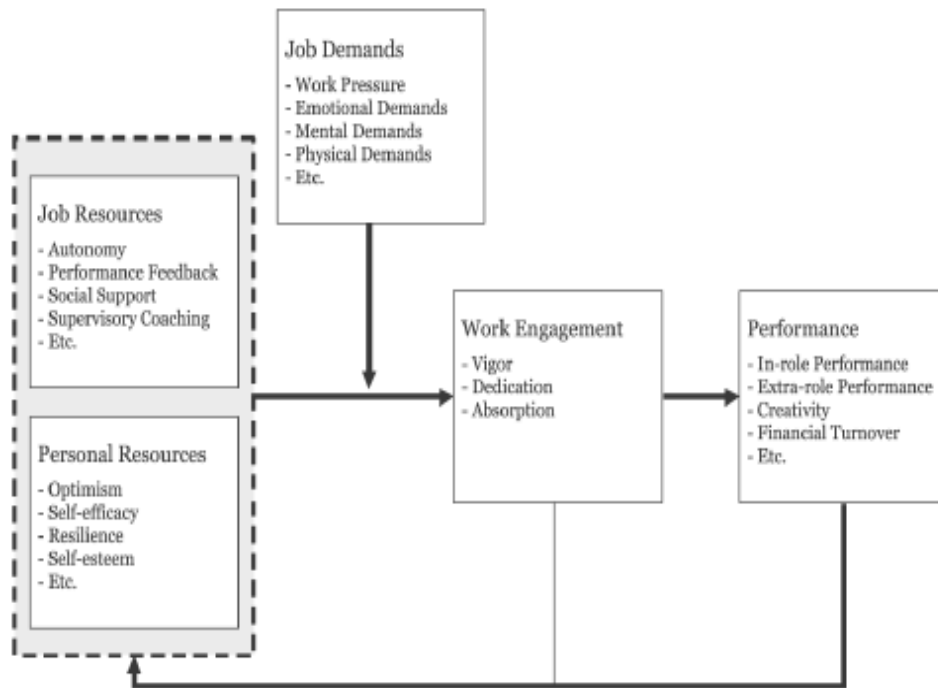 Job Demands
- Work Pressure
- Emotional Demands
- Mental Demands
- Physical Demands
- Etc.
Job Resources
- Autonomy
- Performance Feedback
- Social Support
- Supervisory Coaching
- Etc.
Personal Resources
- Optimism
- Self-efficacy
- Resilience
- Self-esteem
- Etc.
Work Engagement
- Vigor
- Dedication
- Absorption
Performance
- In-role Performance
- Extra-role Performance
- Creativity
- Financial Turnover
- Etc.